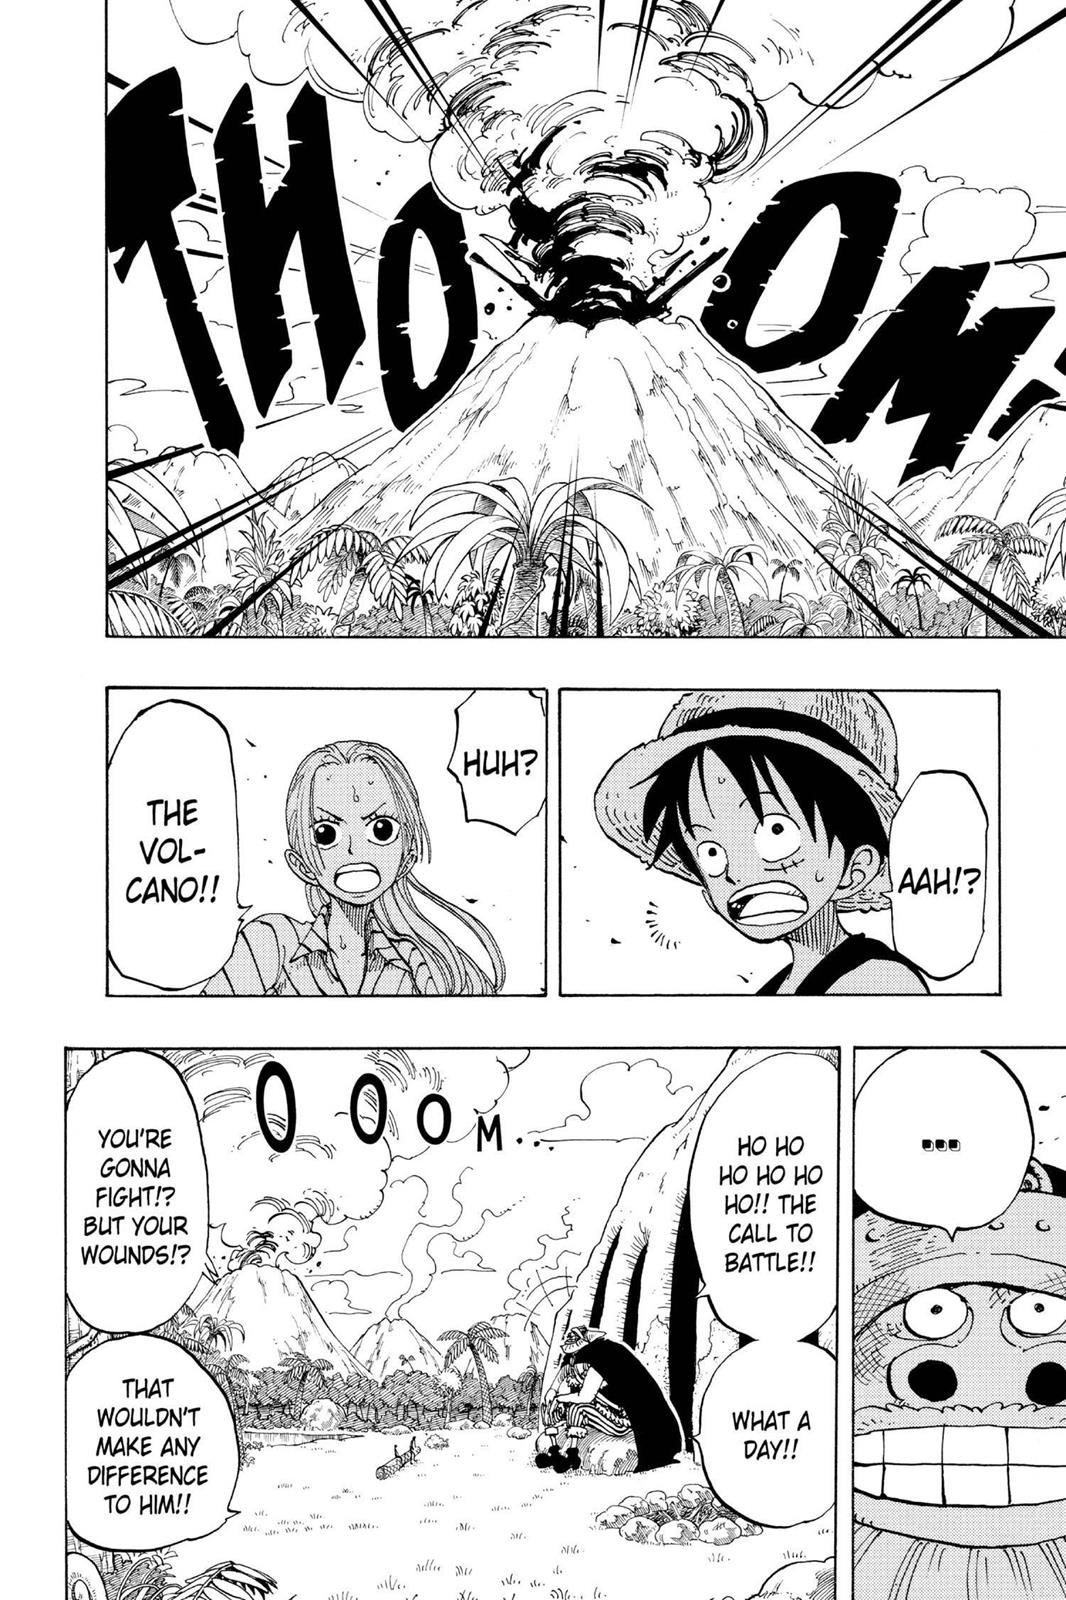 THOOM!
AAH!?
HUH?
THE
VOL-
CANO!!
...
HO HO
HO HO HO
HO!! THE
CALL TO
BATTLE!!
WHAT A
DAY!!
OOOM...
YOU'RE
GONNA
FIGHT!?
BUT YOUR
WOUNDS!?
THAT
WOULDN'T
MAKE ANY
DIFFERENCE
TO HIM!!